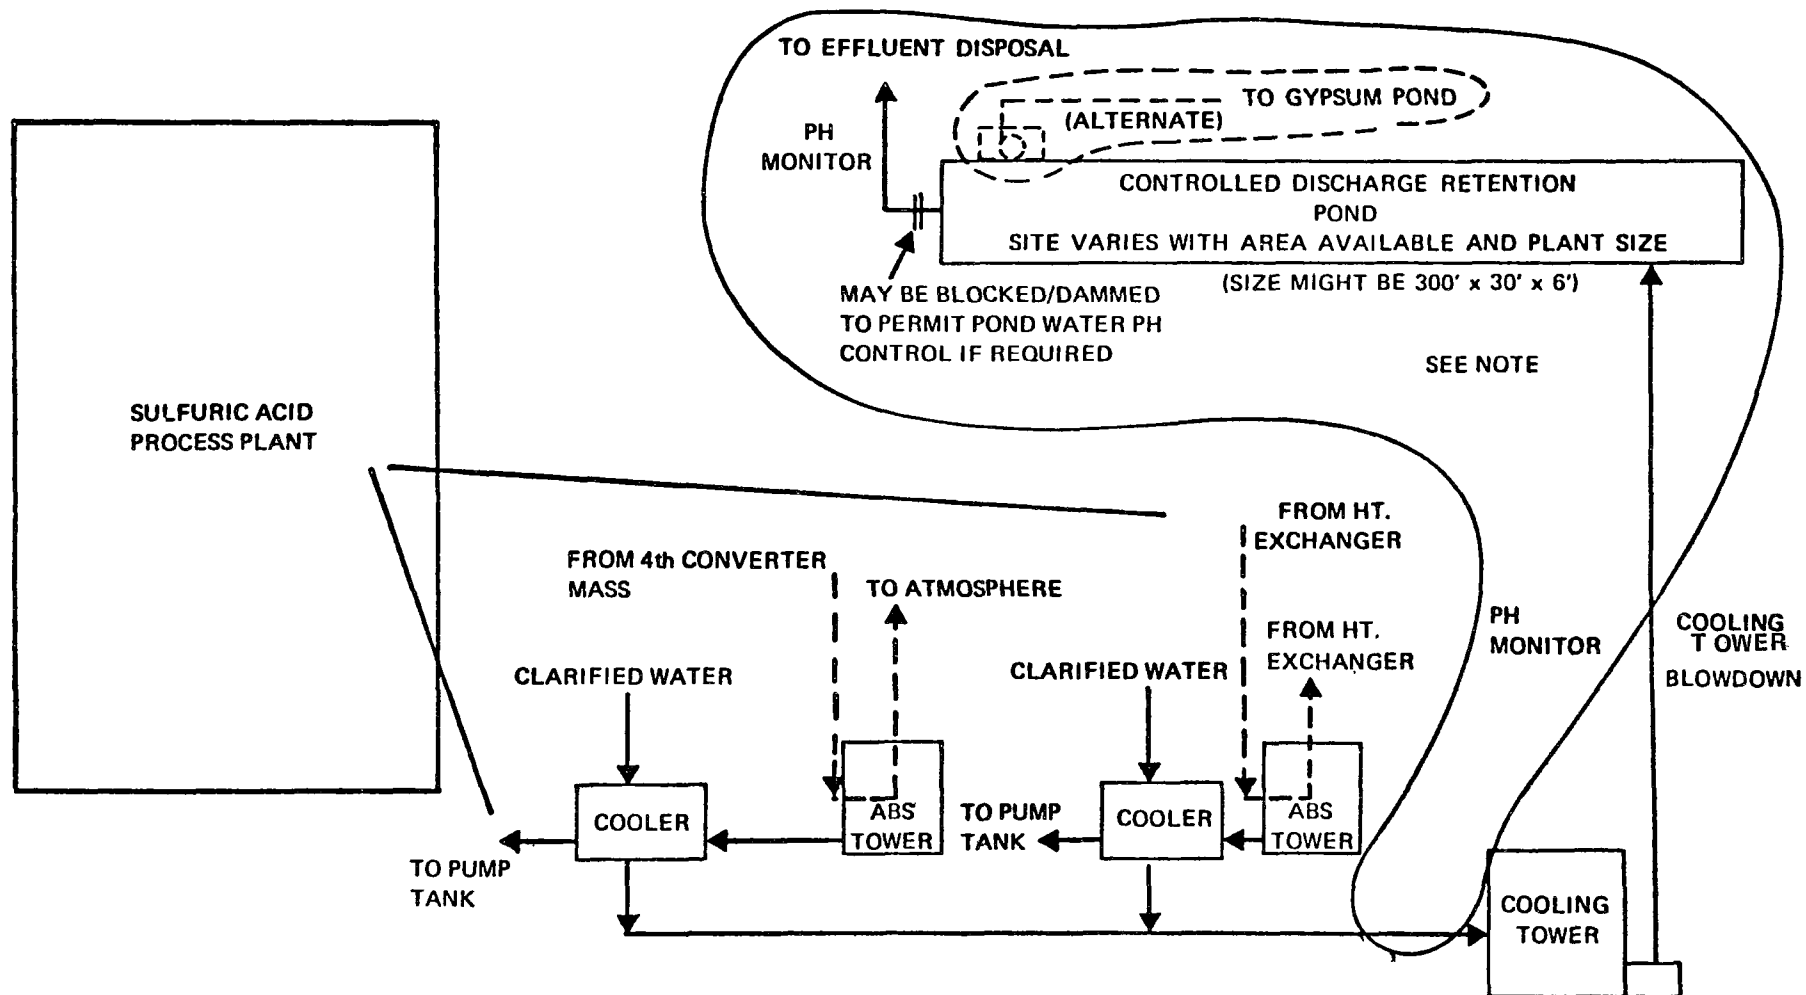 TO EFFLUENT DISPOSAL
TO GYPSUM POND
(ALTERNATE)
PH
MONITOR
CONTROLLED DISCHARGE RETENTION
POND
SITE VARIES WITH AREA AVAILABLE AND PLANT SIZE
(SIZE MIGHT BE 300' x 30' x 6')
MAY BE BLOCKED/DAMMED
TO PERMIT POND WATER PH
CONTROL IF REQUIRED
SEE NOTE
SULFURIC ACID
PROCESS PLANT
FROM 4th CONVERTER
MASS
TO ATMOSPHERE
FROM HT.
EXCHANGER
FROM HT.
EXCHANGER
PH
MONITOR
COOLING
T OWER
BLOWDOWN
CLARIFIED WATER
CLARIFIED WATER
COOLER
ABS
TOWER
TO PUMP
TANK
COOLER
ABS
TOWER
TO PUMP
TANK
COOLING
TOWER